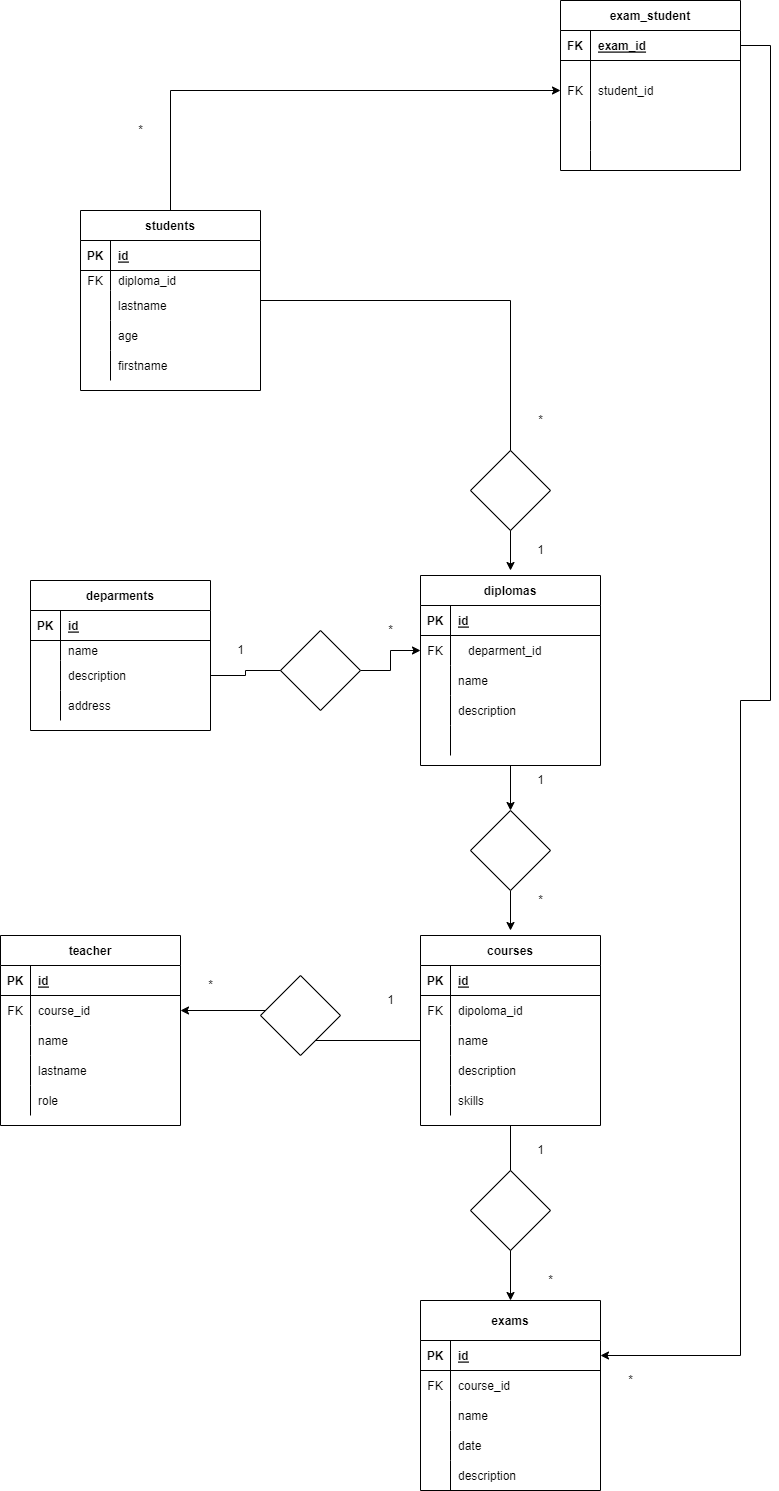 exam_student
FK exam_id
FK student_id
*
students
PK id
FK diploma_id
lastname
age
firstname
*
1
deparments
PK id
name
description
address
1
*
diplomas
PK id
FK deparment_id
name
description
1
*
teacher
PK id
FK course_id
name
lastname
role
*
1
courses
PK id
FK dipoloma_id
name
description
skills
1
*
exams
PK id
FK course_id
name
date
description
*